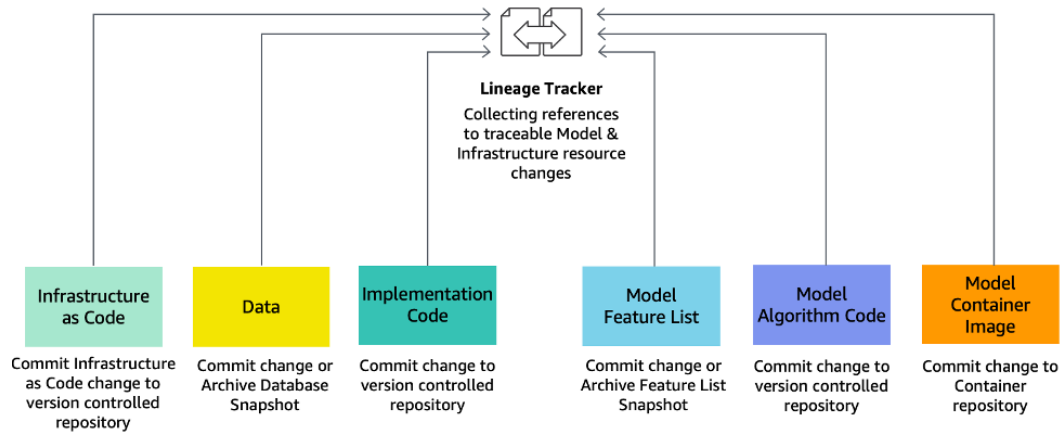 Lineage Tracker
Collecting references
to traceable Model &
Infrastructure resource
changes
Infrastructure
as Code
Commit Infrastructure
as Code change to
version controlled
repository
Data
Commit change or
Archive Database
Snapshot
Implementation
Code
Commit change to
version controlled
repository
Model
Feature List
Commit change or
Archive Feature List
Snapshot
Model
Algorithm Code
Commit change to
version controlled
repository
Model
Container
Image
Commit change to
Container
repository